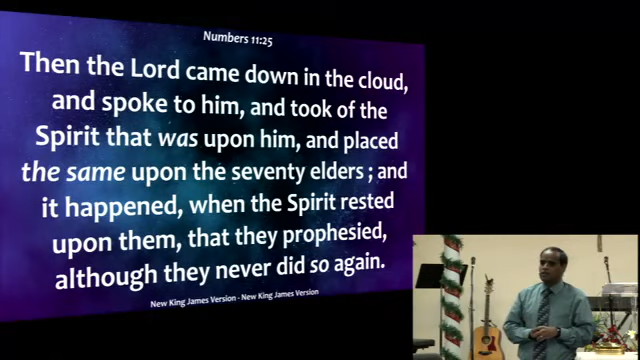 Numbers 11:25
Then the Lord came down in the cloud,
and spoke to him, and took of the
Spirit that was upon him, and placed
the same upon the seventy elders ; and
it happened, when the Spirit rested
upon them, that they prophesied,
although they never did so again.
New King James Version - New King James Version